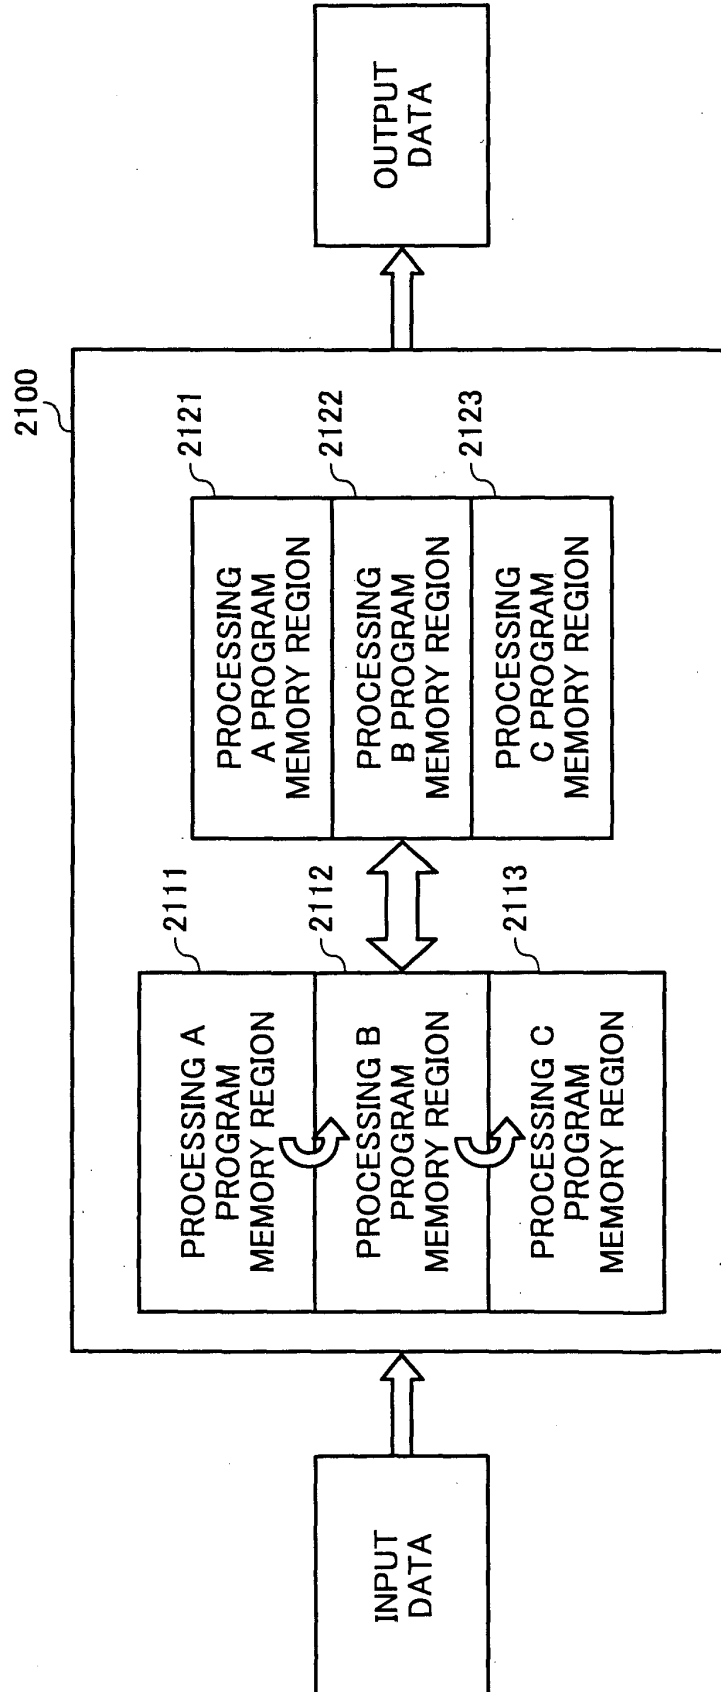 2100
INPUT
DATA
2111
PROCESSING A
PROGRAM
MEMORY REGION
2112
PROCESSING B
PROGRAM
MEMORY REGION
2113
PROCESSING C
PROGRAM
MEMORY REGION
2121
PROCESSING
A PROGRAM
MEMORY REGION
2122
PROCESSING
B PROGRAM
MEMORY REGION
2123
PROCESSING
C PROGRAM
MEMORY REGION
OUTPUT
DATA